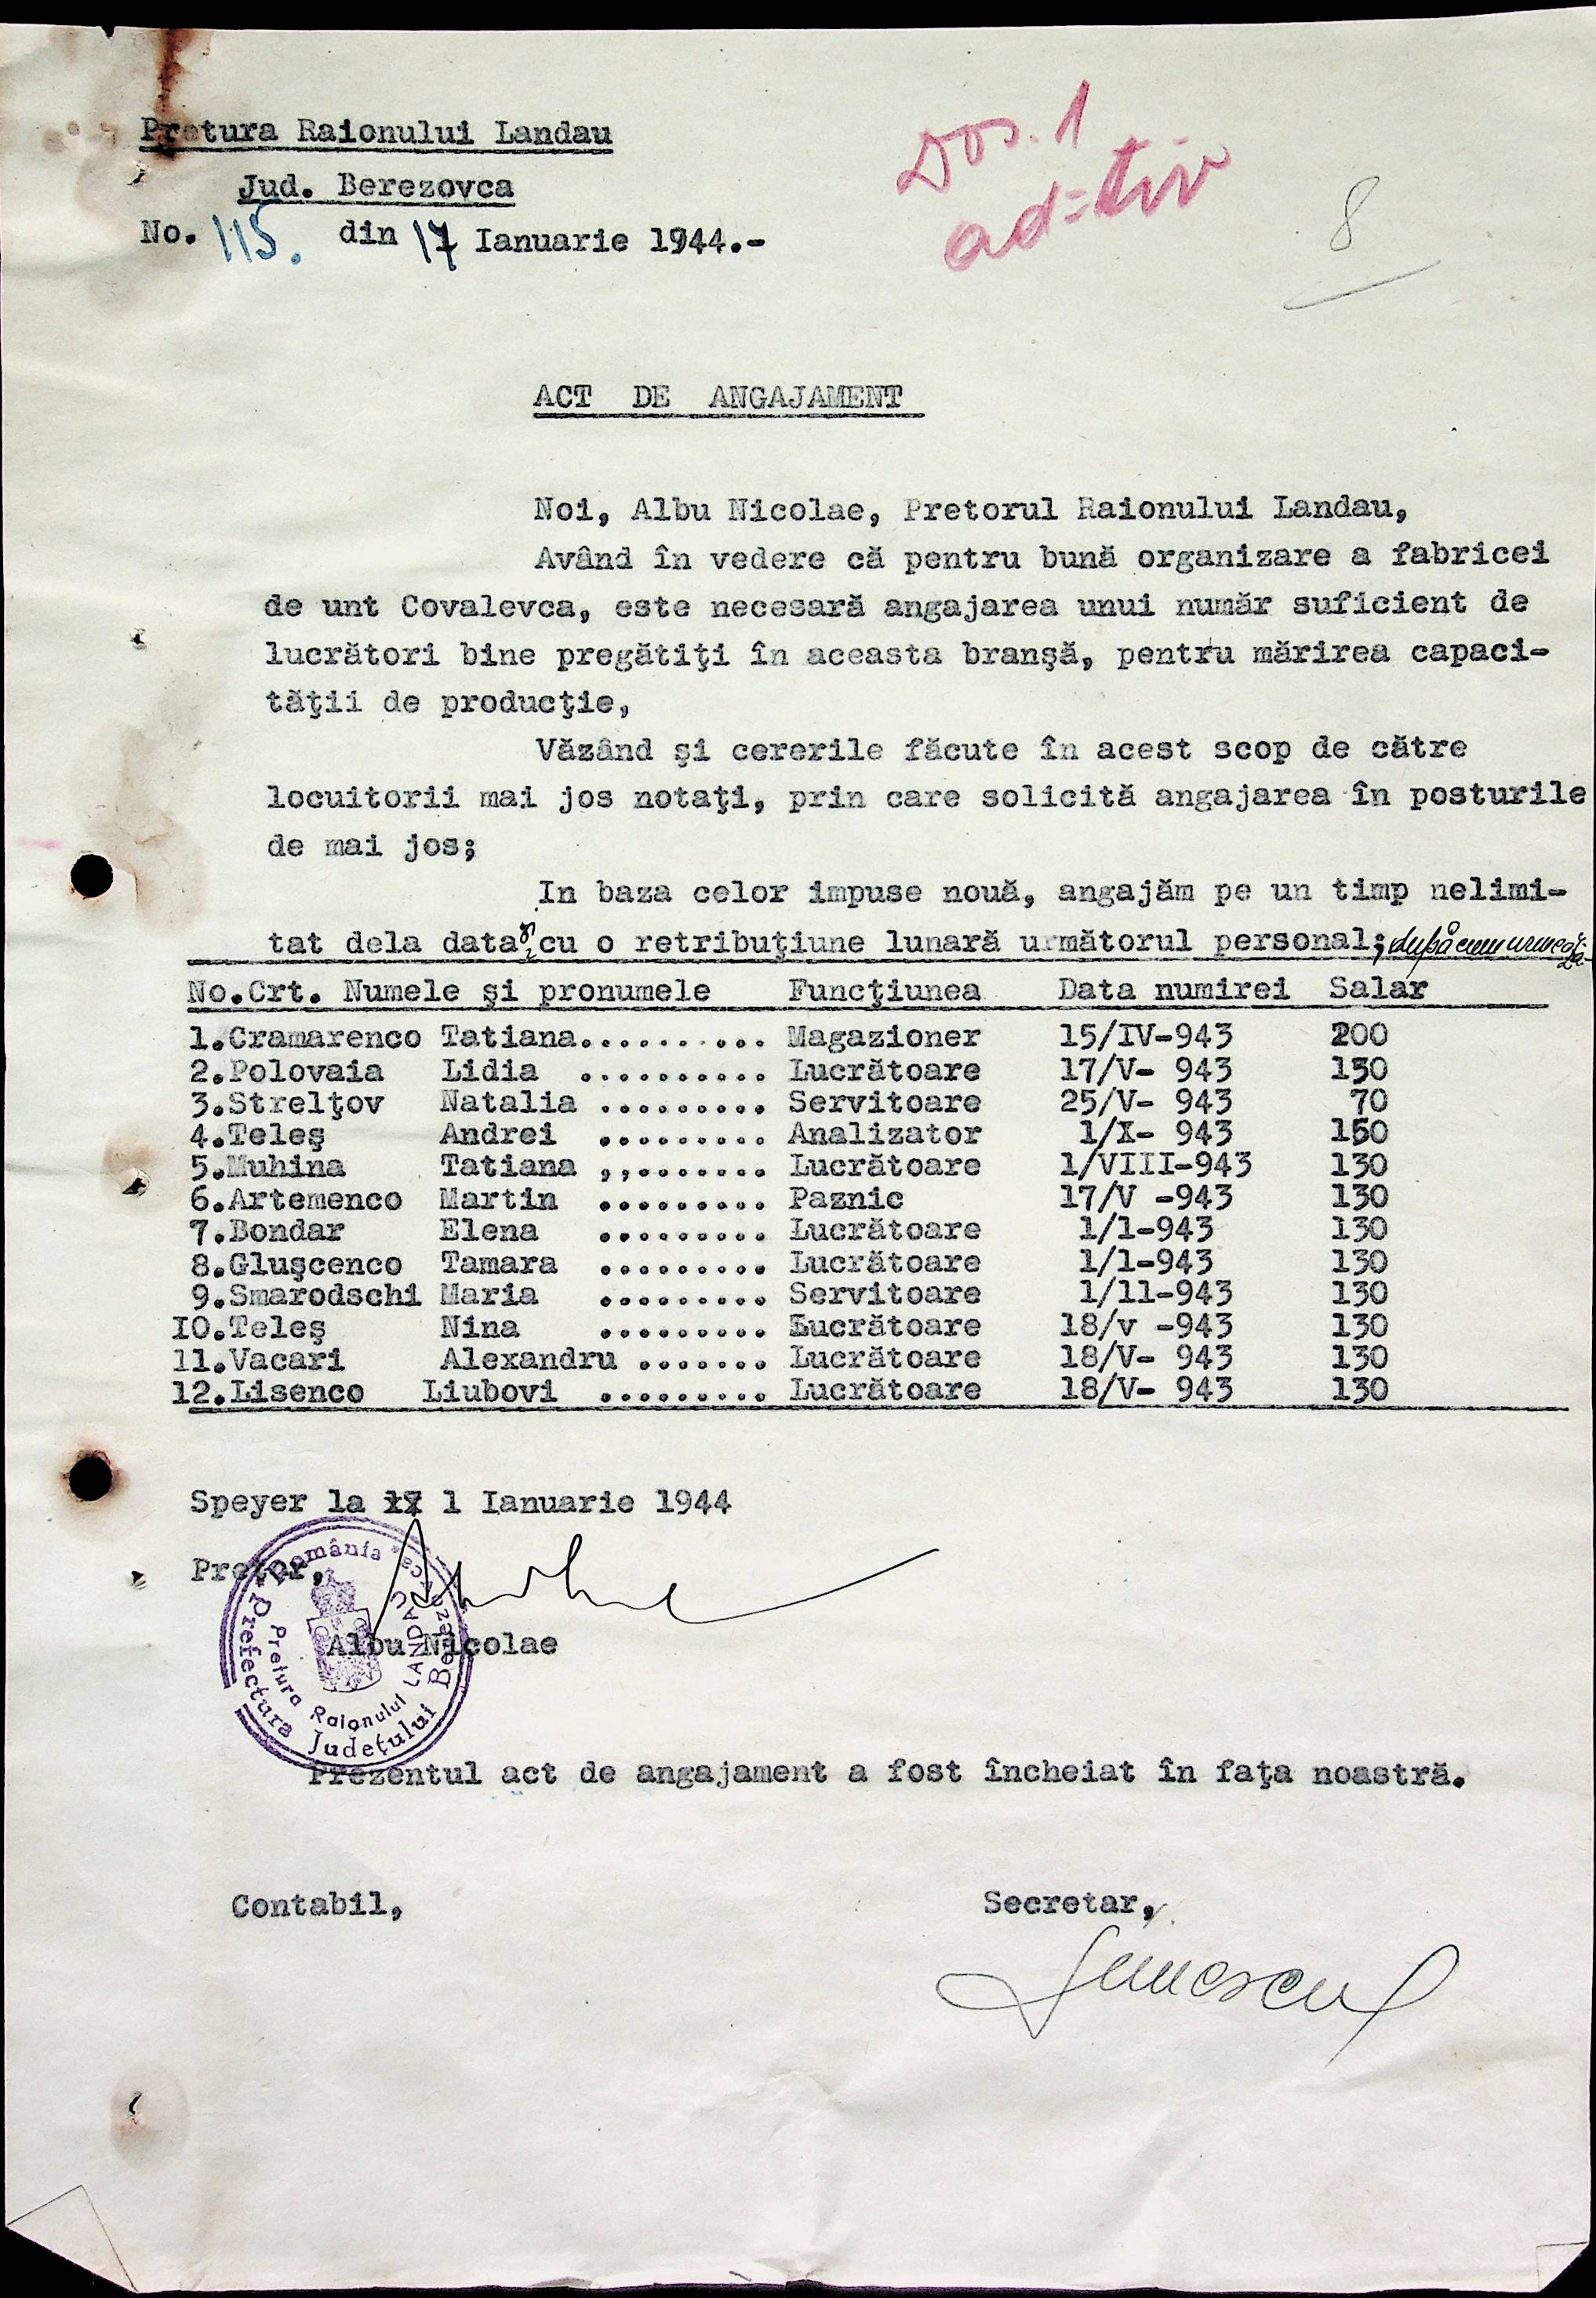 Pretura Raionului Landau
Dos. 1
ad=tiv
8
Jud. Berezovca
No. 115. din 17 Ianuarie 1944.-
ACT DE ANGAJAMENT
Noi, Albu Nicolae, Pretorul Raionului Landau,
Având în vedere că pentru bună organizare a fabricei
de unt Covalevca, este necesară angajarea unui număr suficient de
lucrători bine pregătiţi în aceasta branşă, pentru mărirea capaci-
tăţii de producţie,
Văzând şi cererile făcute în acest scop de către
locuitorii mai jos notaţi, prin care solicită angajarea în posturile
de mai jos;
In baza celor impuse nouă, angajăm pe un timp nelimi-
tat dela data şi cu o retribuţiune lunară următorul personal; după cum urmează
No.Crt. Numele şi pronumele Funcţiunea Data numirei Salar
1.Cramarenco Tatiana.......... Magazioner 15/IV-943 200
2.Polovaia Lidia .......... Lucrătoare 17/V- 943 130
3.Strelţov Natalia ......... Servitoare 25/V- 943 70
4.Teleş Andrei ......... Analizator 1/X- 943 150
5.Muhina Tatiana ,,....... Lucrătoare 1/VIII-943 130
6.Artemenco Martin ......... Paznic 17/V -943 130
7.Bondar Elena ......... Lucrătoare 1/1-943 130
8.Gluşcenco Tamara ......... Lucrătoare 1/1-943 130
9.Smarodschi Maria ......... Servitoare 1/11-943 130
IO.Teleş Nina ......... Lucrătoare 18/v -943 130
11.Vacari Alexandru ....... Lucrătoare 18/V- 943 130
12.Lisenco Liubovi ......... Lucrătoare 18/V- 943 130
Speyer la 1 Ianuarie 1944
Pretor,
Albu Nicolae
România
Prefectura Judeţului Berezovca
Pretura Raionului LANDAU
Prezentul act de angajament a fost încheiat în faţa noastră.
Contabil,
Secretar,